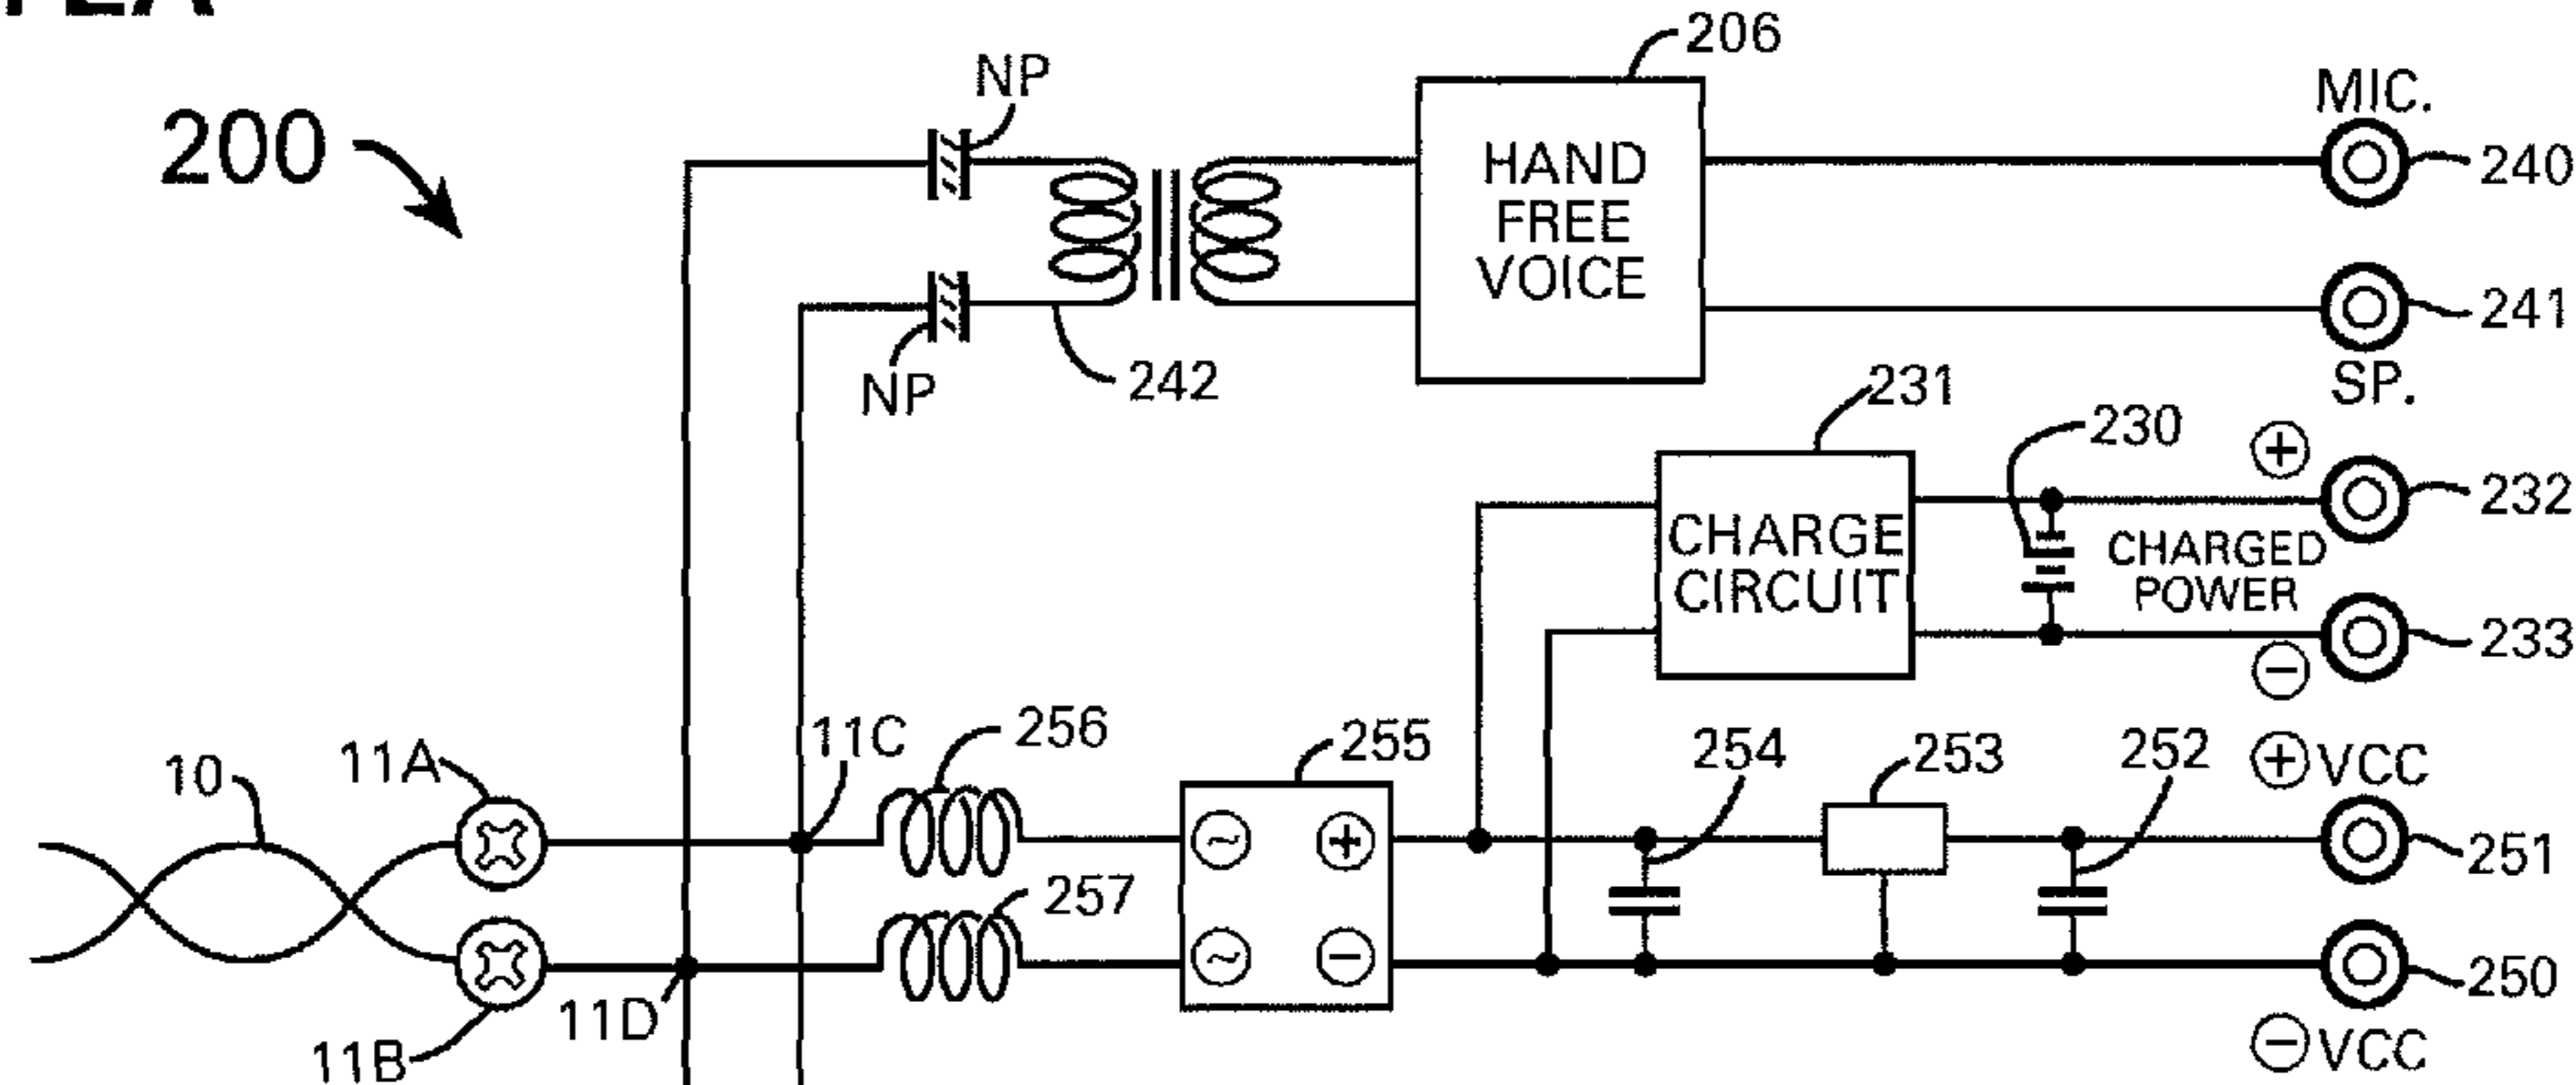 200
NP
206
MIC.
HAND
FREE
VOICE
240
241
NP
242
SP.
231
230
+
232
CHARGE
CIRCUIT
CHARGED
POWER
233
−
10
11A
11C
256
255
254
253
252
+ VCC
~ +
251
257
~ −
250
11D
11B
− VCC